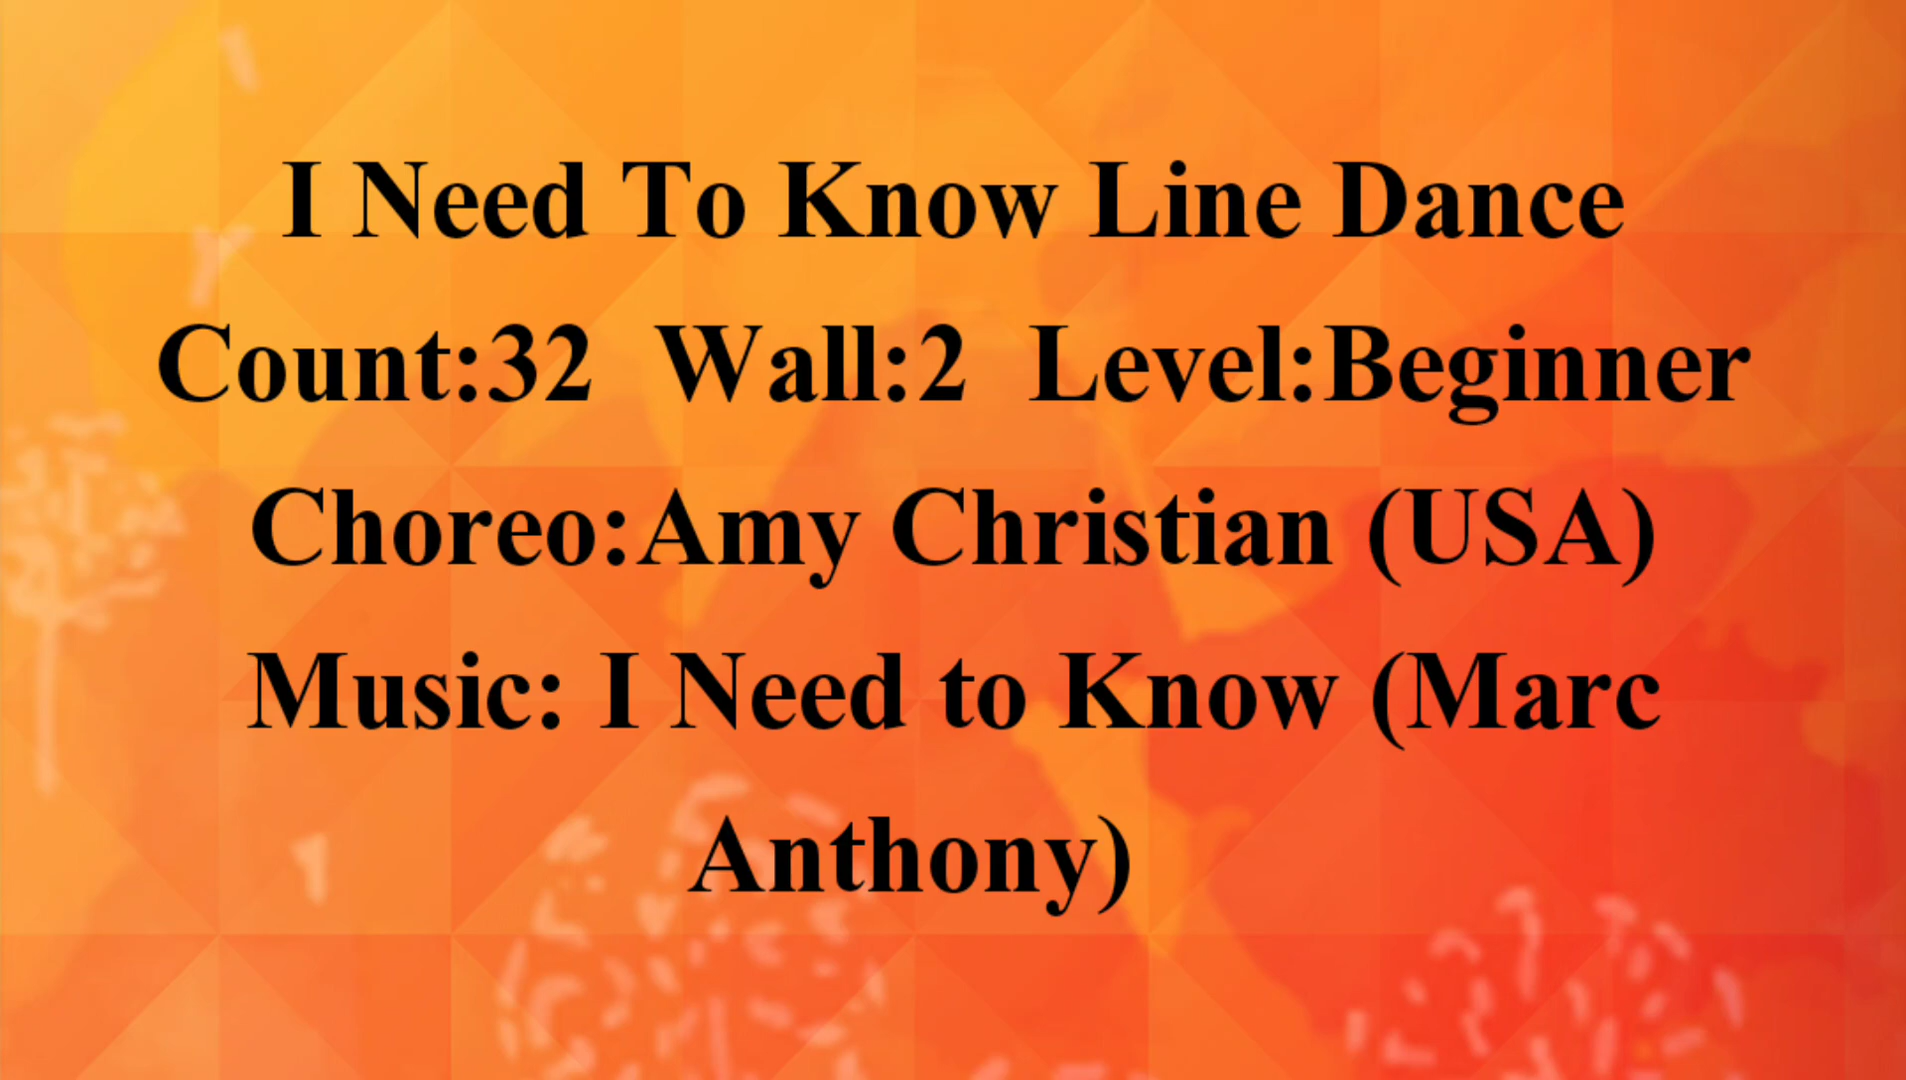 I Need To Know Line Dance
Count:32  Wall:2  Level:Beginner
Choreo:Amy Christian (USA)
Music: I Need to Know (Marc
Anthony)